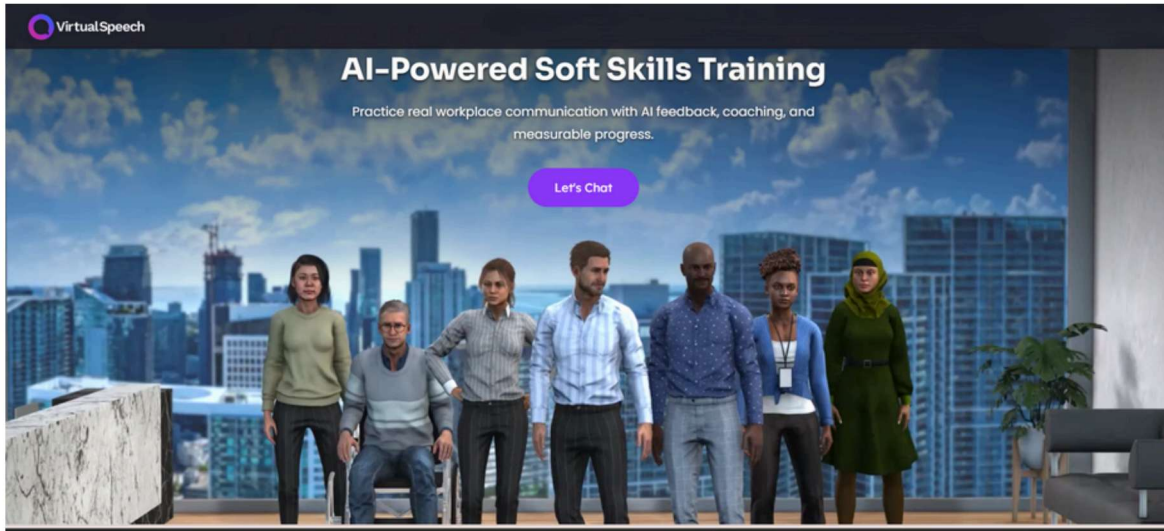 VirtualSpeech
AI-Powered Soft Skills Training
Practice real workplace communication with AI feedback, coaching, and
measurable progress.
Let's Chat